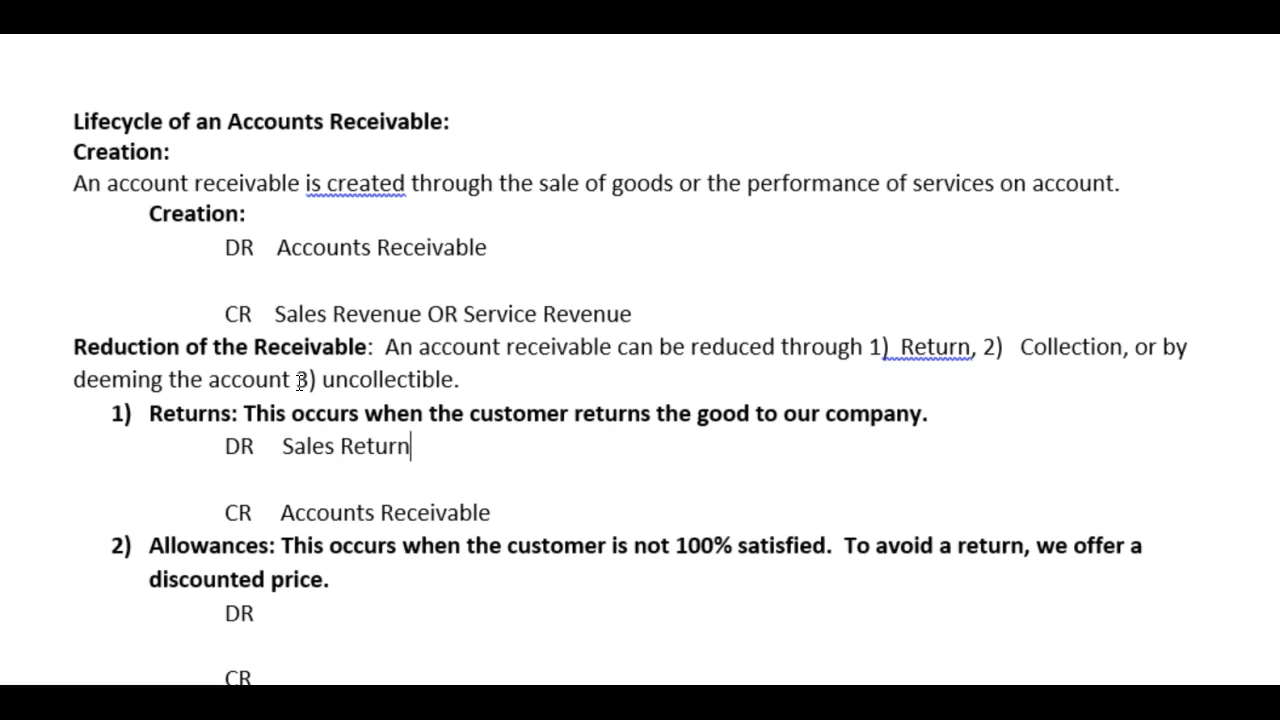 Lifecycle of an Accounts Receivable:
Creation:
An account receivable is created through the sale of goods or the performance of services on account.
Creation:
DR Accounts Receivable
CR Sales Revenue OR Service Revenue
Reduction of the Receivable: An account receivable can be reduced through 1) Return, 2) Collection, or by
deeming the account 3) uncollectible.
1) Returns: This occurs when the customer returns the good to our company.
DR Sales Return
CR Accounts Receivable
2) Allowances: This occurs when the customer is not 100% satisfied. To avoid a return, we offer a
discounted price.
DR
CR